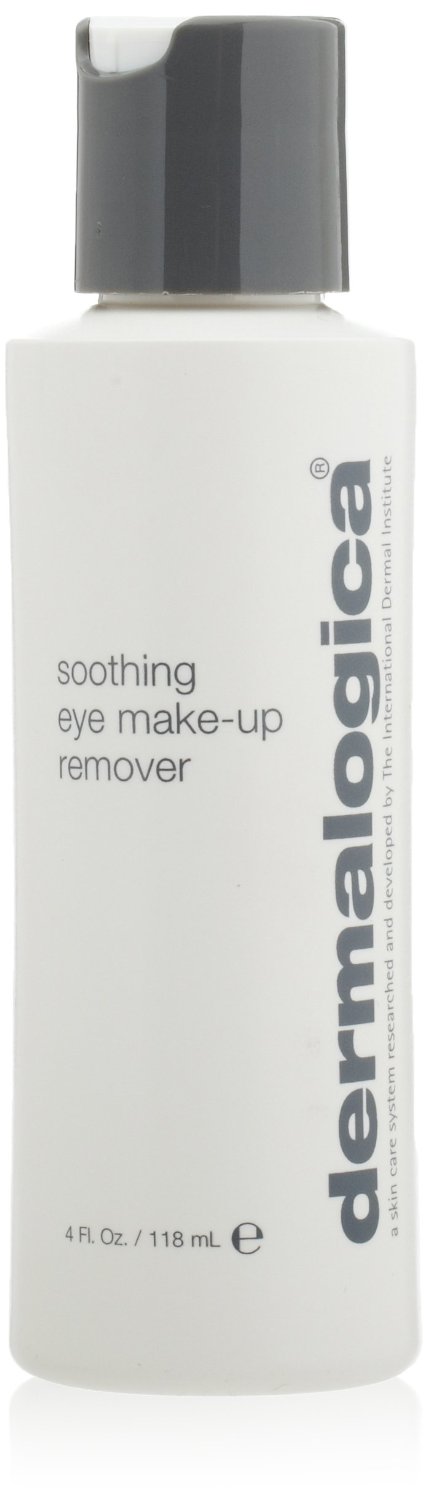 soothing
eye make-up
remover
4 Fl. Oz. / 118 mL ℮
dermalogica®
a skin care system researched and developed by The International Dermal Institute